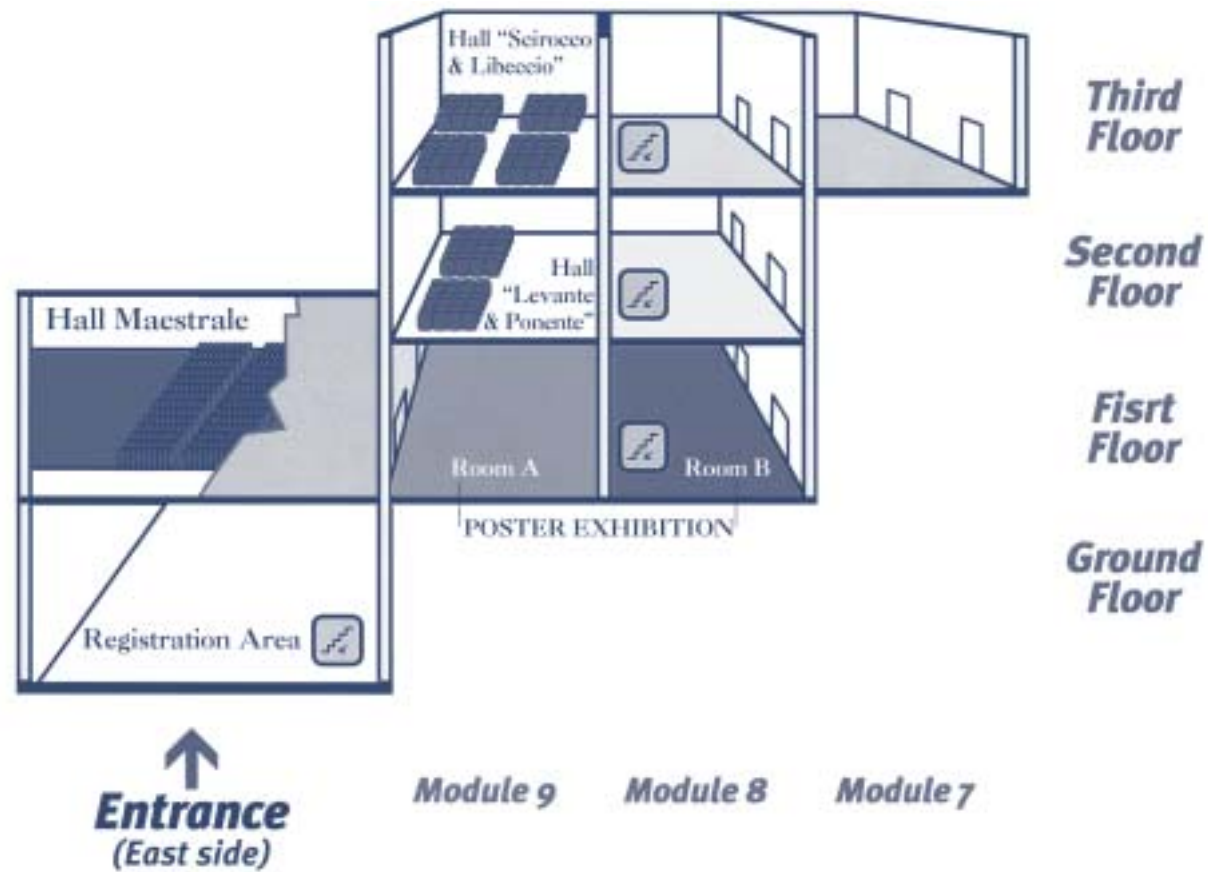 Hall "Scirocco
& Libeccio"
Third
Floor
Hall
"Levante
& Ponente"
Second
Floor
Hall Maestrale
Fisrt
Floor
Room A
Room B
POSTER EXHIBITION
Ground
Floor
Registration Area
Entrance
(East side)
Module 9
Module 8
Module 7